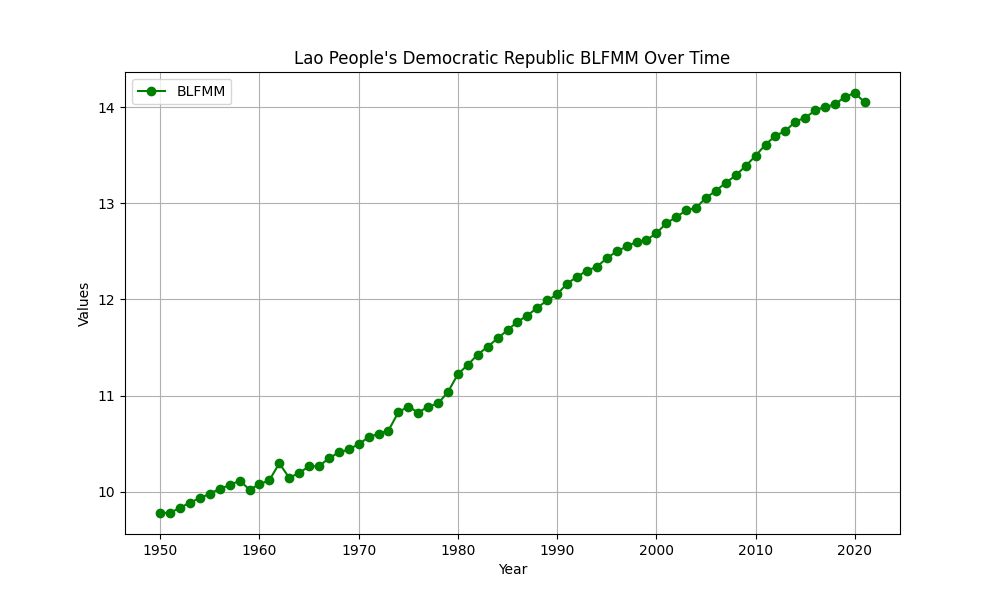 Lao People's Democratic Republic BLFMM Over Time
BLFMM
14
13
12
11
10
Values
1950 1960 1970 1980 1990 2000 2010 2020
Year